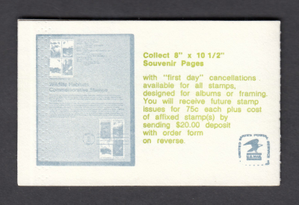 Collect 8" x 10 1/2"
Souvenir Pages
with "first day" cancellations
available for all stamps,
designed for albums or framing.
You will receive future stamp
issues for 75c each plus cost
of affixed stamp(s) by
sending $20.00 deposit
with order form
on reverse